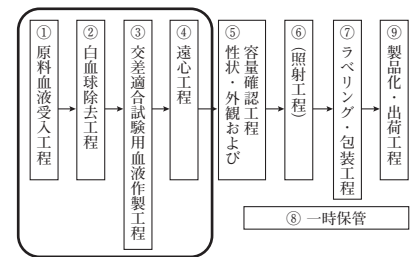 ① 原料血液受入工程
② 白血球除去工程
③ 交差適合試験用血液作製工程
④ 遠心工程
⑤ 容量確認工程
性状・外観および
⑥ (照射工程)
⑦ ラベリング・包装工程
⑨ 製品化・出荷工程
⑧ 一時保管